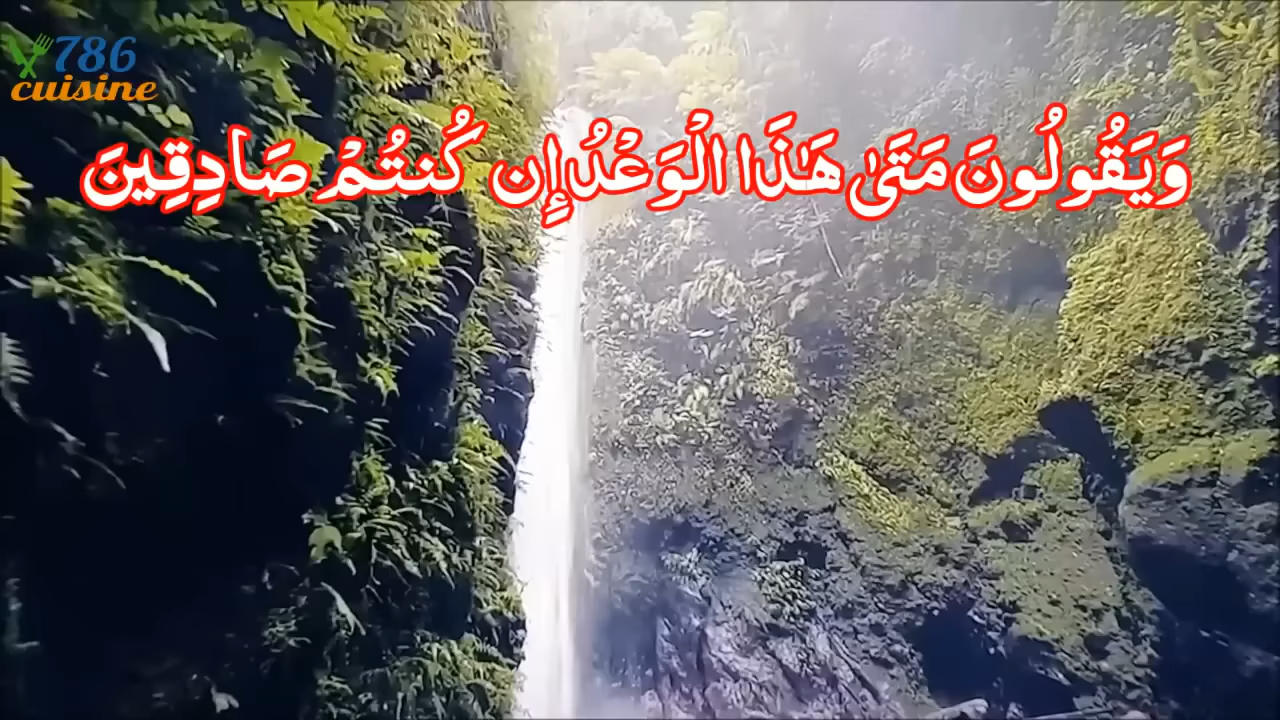 786
cuisine
وَيَقُولُونَ مَتَىٰ هَـٰذَا الْوَعْدُ إِن كُنتُمْ صَادِقِينَ